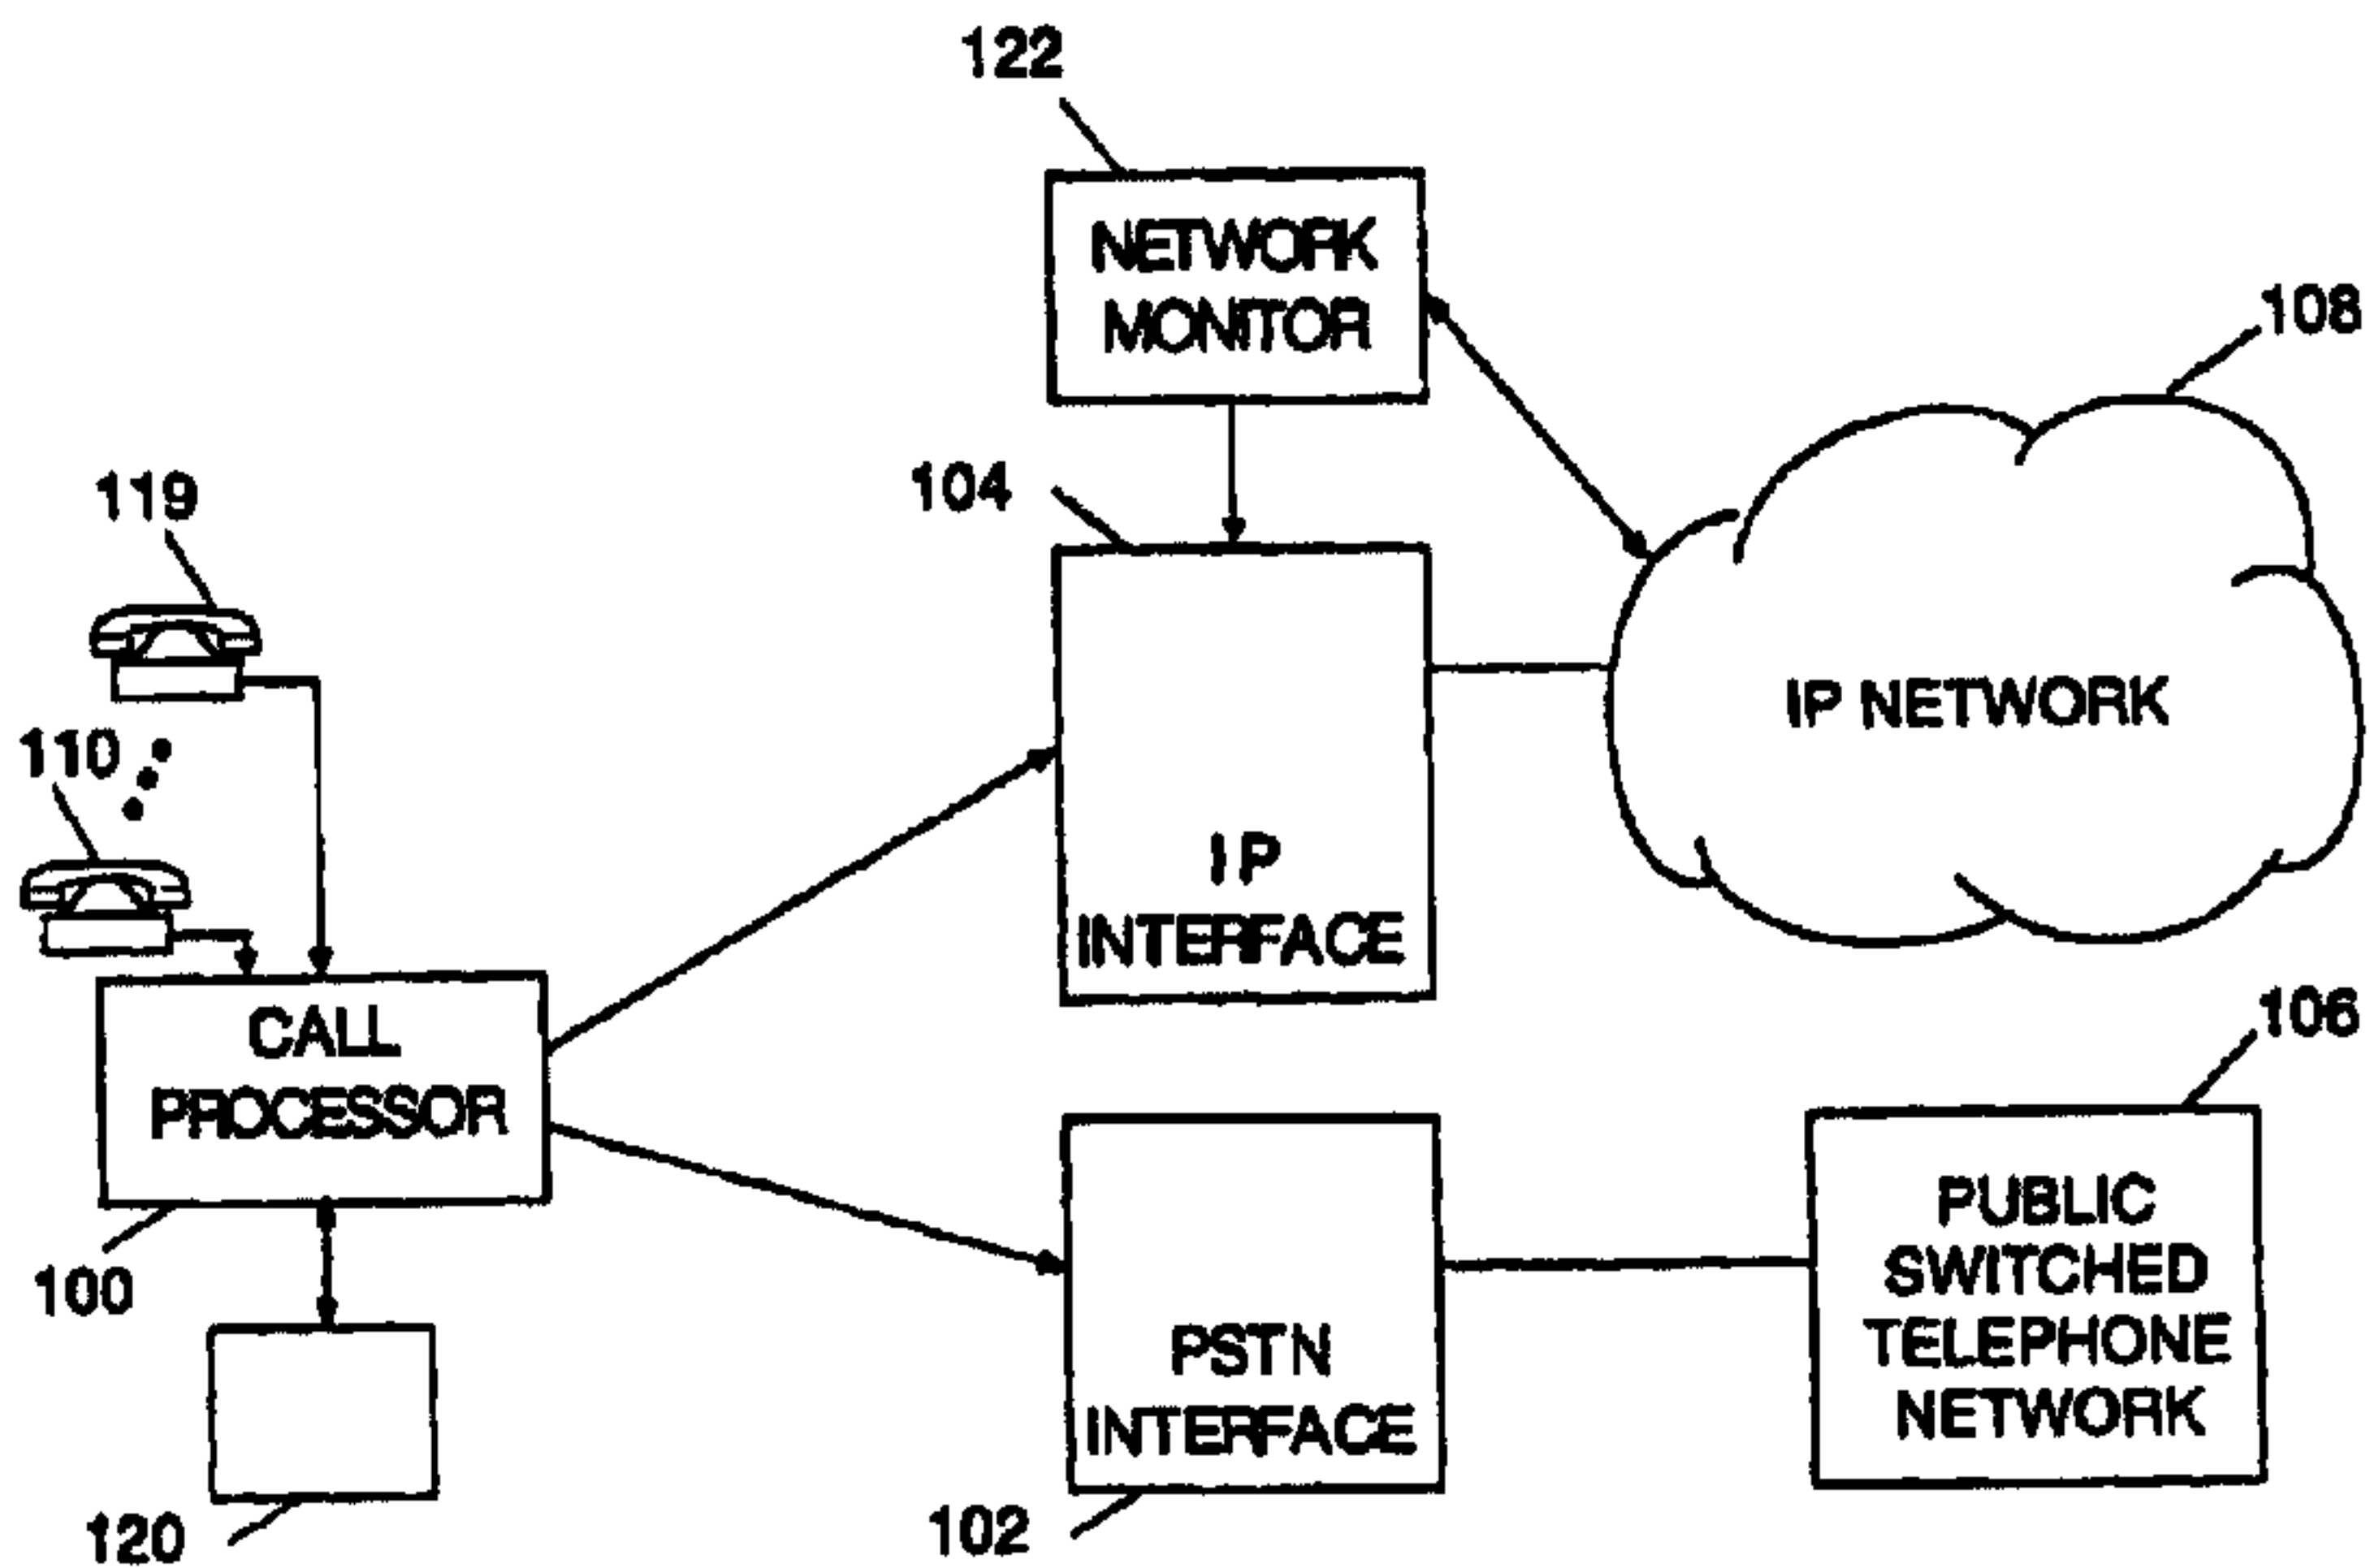 122
NETWORK
MONITOR
108
104
119
IP NETWORK
110
IP
INTERFACE
106
CALL
PROCESSOR
PUBLIC
SWITCHED
TELEPHONE
NETWORK
100
PSTN
INTERFACE
120
102